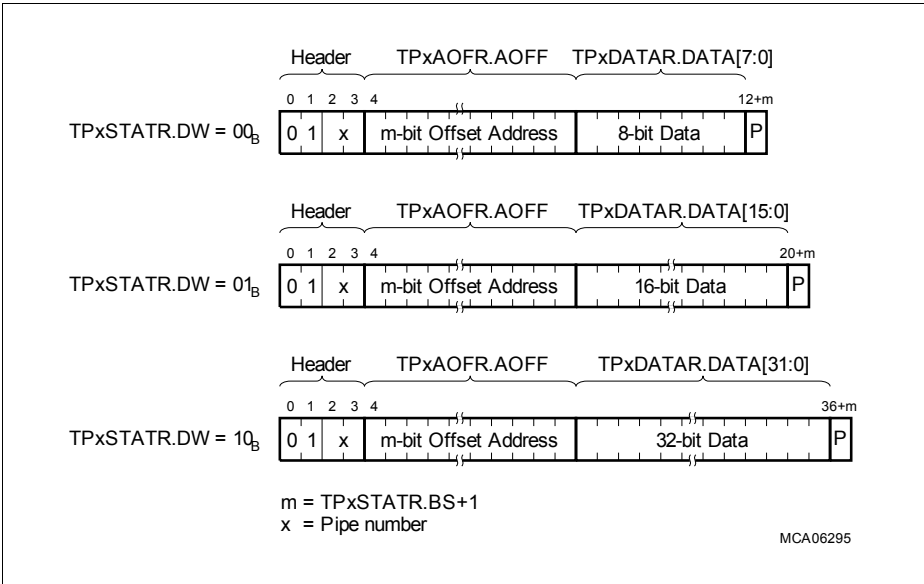 Header TPxAOFR.AOFF TPxDATAR.DATA[7:0]
0 1 2 3 4 12+m
TPxSTATR.DW = 00B 0 1 x m-bit Offset Address 8-bit Data P
Header TPxAOFR.AOFF TPxDATAR.DATA[15:0]
0 1 2 3 4 20+m
TPxSTATR.DW = 01B 0 1 x m-bit Offset Address 16-bit Data P
Header TPxAOFR.AOFF TPxDATAR.DATA[31:0]
0 1 2 3 4 36+m
TPxSTATR.DW = 10B 0 1 x m-bit Offset Address 32-bit Data P
m = TPxSTATR.BS+1
x = Pipe number
MCA06295